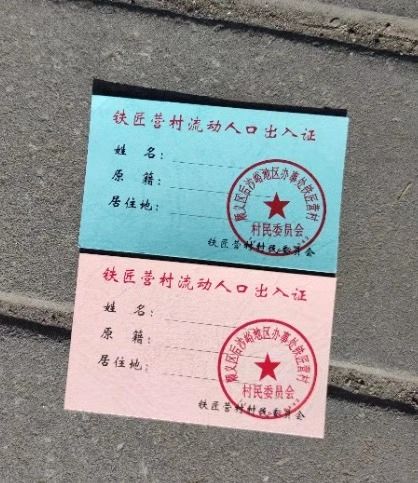 铁匠营村流动人口出入证
姓 名：
原 籍：
居住地：
顺义区后沙峪地区办事处铁匠营村
村民委员会
铁匠营村村民委员会
铁匠营村流动人口出入证
姓 名：
原 籍：
居住地：
顺义区后沙峪地区办事处铁匠营村
村民委员会
铁匠营村村民委员会